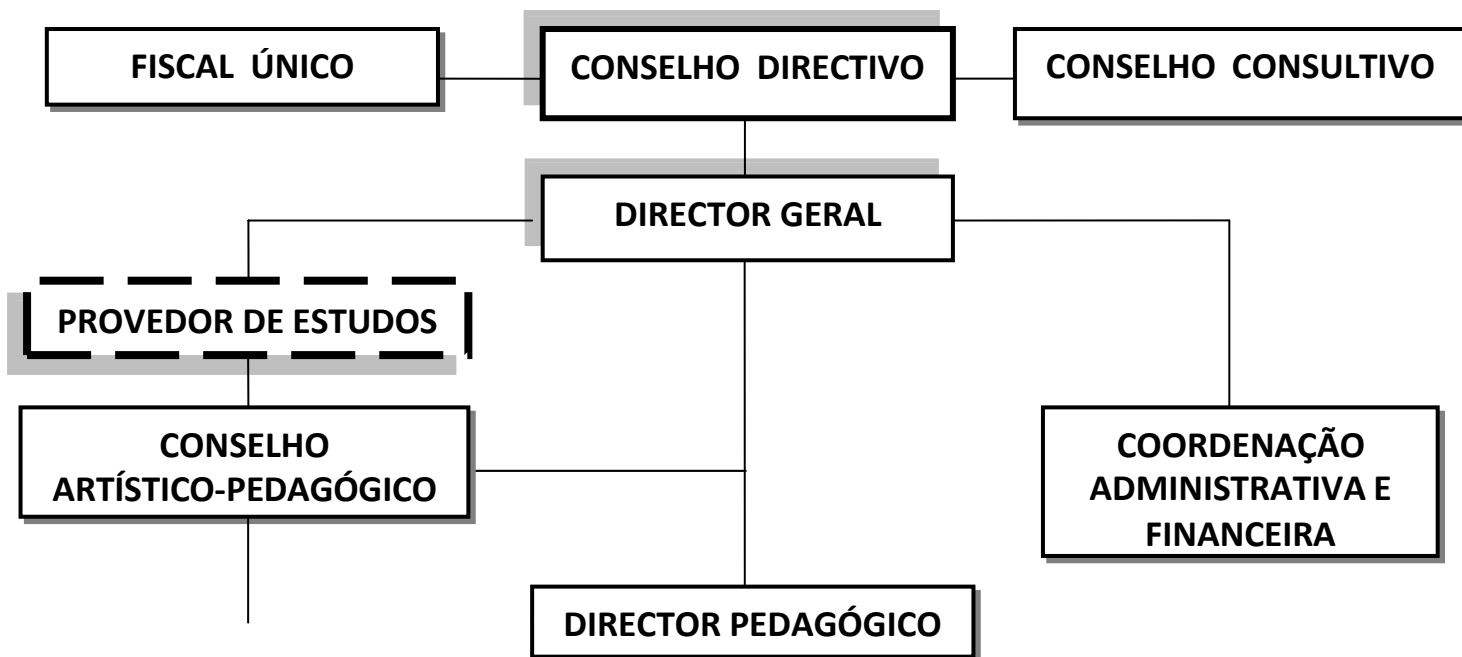 FISCAL ÚNICO
CONSELHO DIRECTIVO
CONSELHO CONSULTIVO
DIRECTOR GERAL
PROVEDOR DE ESTUDOS
CONSELHO
ARTÍSTICO-PEDAGÓGICO
COORDENAÇÃO
ADMINISTRATIVA E
FINANCEIRA
DIRECTOR PEDAGÓGICO